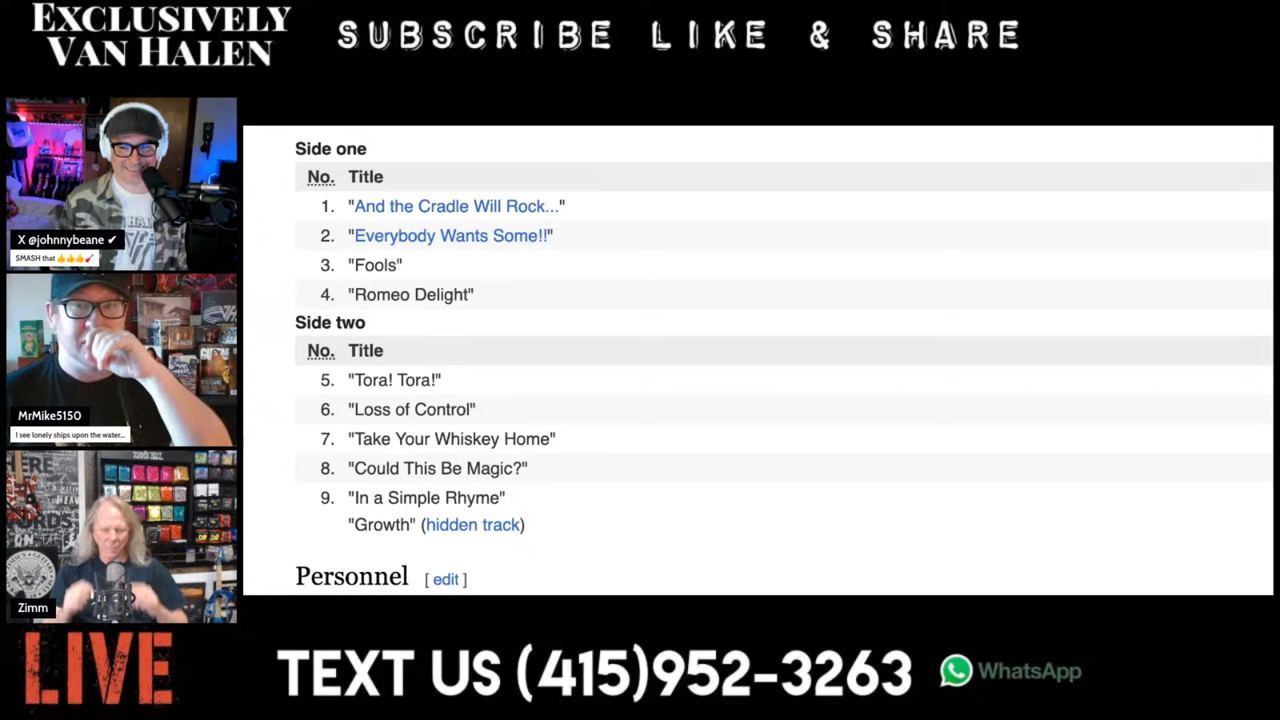 EXCLUSIVELY
VAN HALEN
SUBSCRIBE LIKE & SHARE
X @johnnybeane ✔
SMASH that 👍👍👍🎸
MrMike5150
I see lonely ships upon the water...
Zimm
Side one
No. Title
1. "And the Cradle Will Rock..."
2. "Everybody Wants Some!!"
3. "Fools"
4. "Romeo Delight"
Side two
No. Title
5. "Tora! Tora!"
6. "Loss of Control"
7. "Take Your Whiskey Home"
8. "Could This Be Magic?"
9. "In a Simple Rhyme"
"Growth" (hidden track)
Personnel [ edit ]
LIVE
TEXT US (415)952-3263
WhatsApp